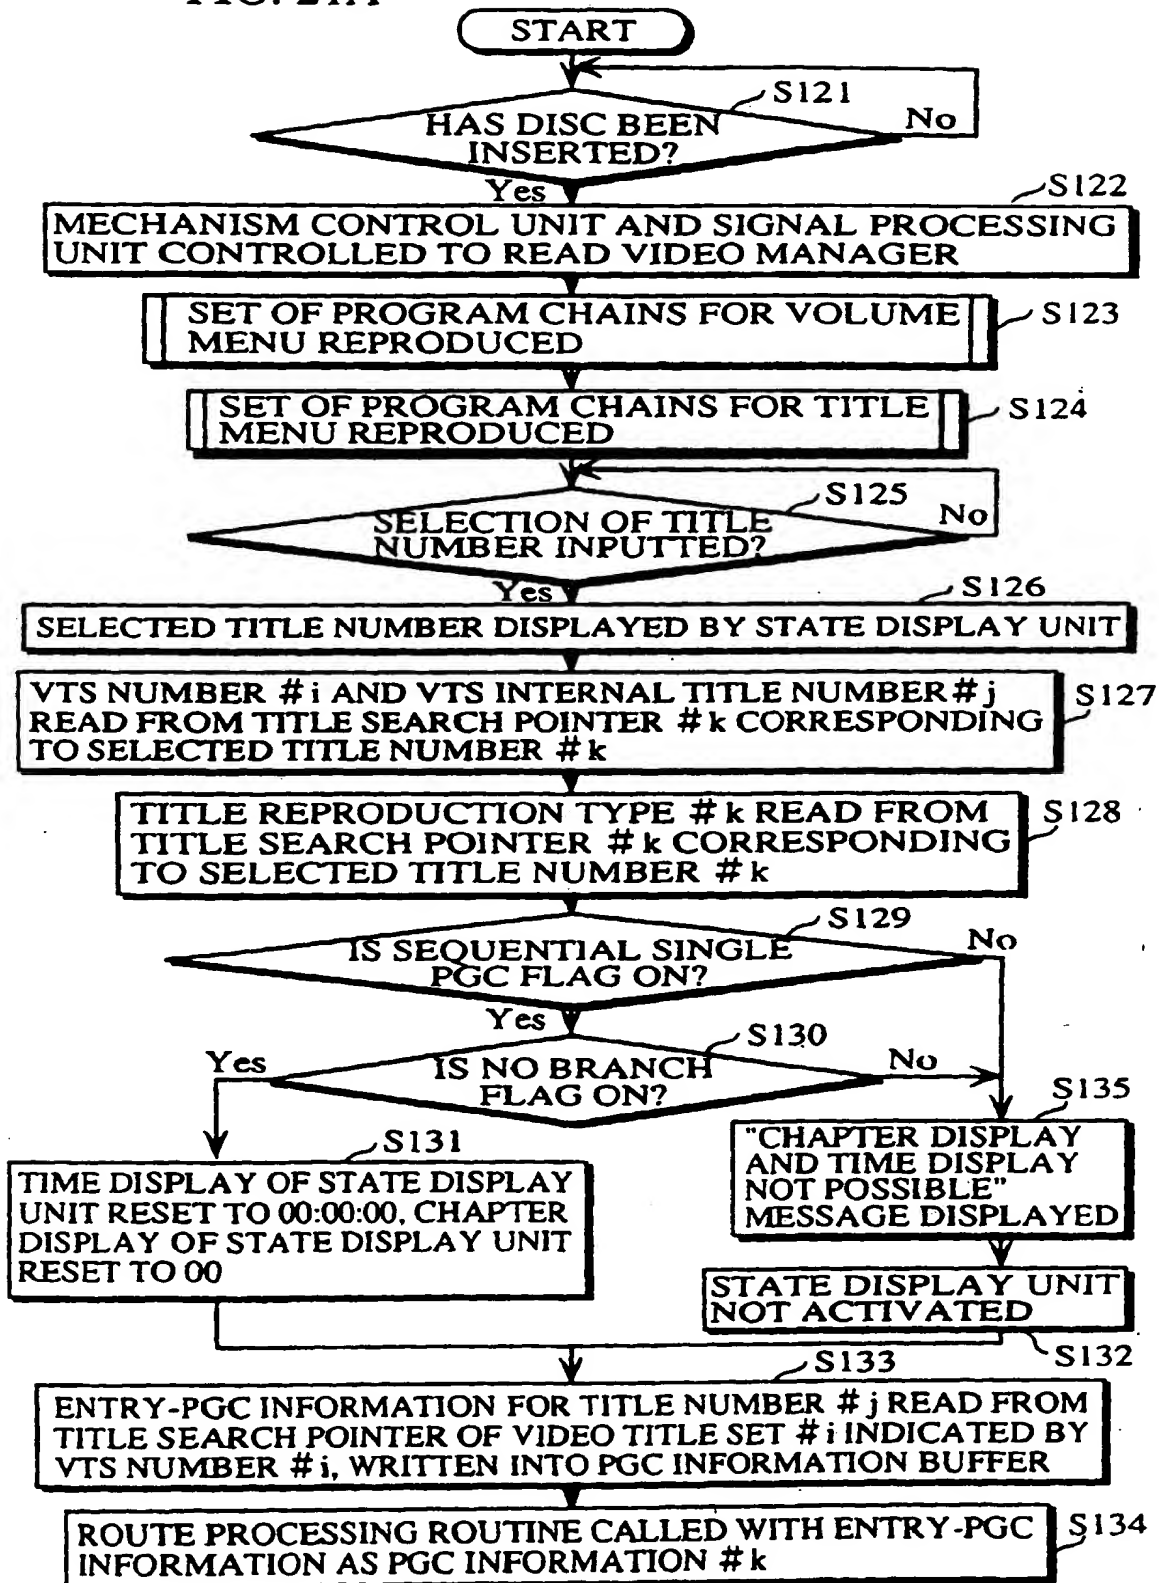 START
S121
HAS DISC BEEN
INSERTED?
No
Yes
S122
MECHANISM CONTROL UNIT AND SIGNAL PROCESSING
UNIT CONTROLLED TO READ VIDEO MANAGER
SET OF PROGRAM CHAINS FOR VOLUME
MENU REPRODUCED
S123
SET OF PROGRAM CHAINS FOR TITLE
MENU REPRODUCED
S124
S125
SELECTION OF TITLE
NUMBER INPUTTED?
No
Yes
S126
SELECTED TITLE NUMBER DISPLAYED BY STATE DISPLAY UNIT
VTS NUMBER #i AND VTS INTERNAL TITLE NUMBER #j
READ FROM TITLE SEARCH POINTER #k CORRESPONDING
TO SELECTED TITLE NUMBER #k
S127
TITLE REPRODUCTION TYPE #k READ FROM
TITLE SEARCH POINTER #k CORRESPONDING
TO SELECTED TITLE NUMBER #k
S128
S129
IS SEQUENTIAL SINGLE
PGC FLAG ON?
No
Yes
S130
Yes
IS NO BRANCH
FLAG ON?
No
S131
TIME DISPLAY OF STATE DISPLAY
UNIT RESET TO 00:00:00, CHAPTER
DISPLAY OF STATE DISPLAY UNIT
RESET TO 00
S135
"CHAPTER DISPLAY
AND TIME DISPLAY
NOT POSSIBLE"
MESSAGE DISPLAYED
STATE DISPLAY UNIT
NOT ACTIVATED
S132
S133
ENTRY-PGC INFORMATION FOR TITLE NUMBER #j READ FROM
TITLE SEARCH POINTER OF VIDEO TITLE SET #i INDICATED BY
VTS NUMBER #i, WRITTEN INTO PGC INFORMATION BUFFER
ROUTE PROCESSING ROUTINE CALLED WITH ENTRY-PGC
INFORMATION AS PGC INFORMATION #k
S134